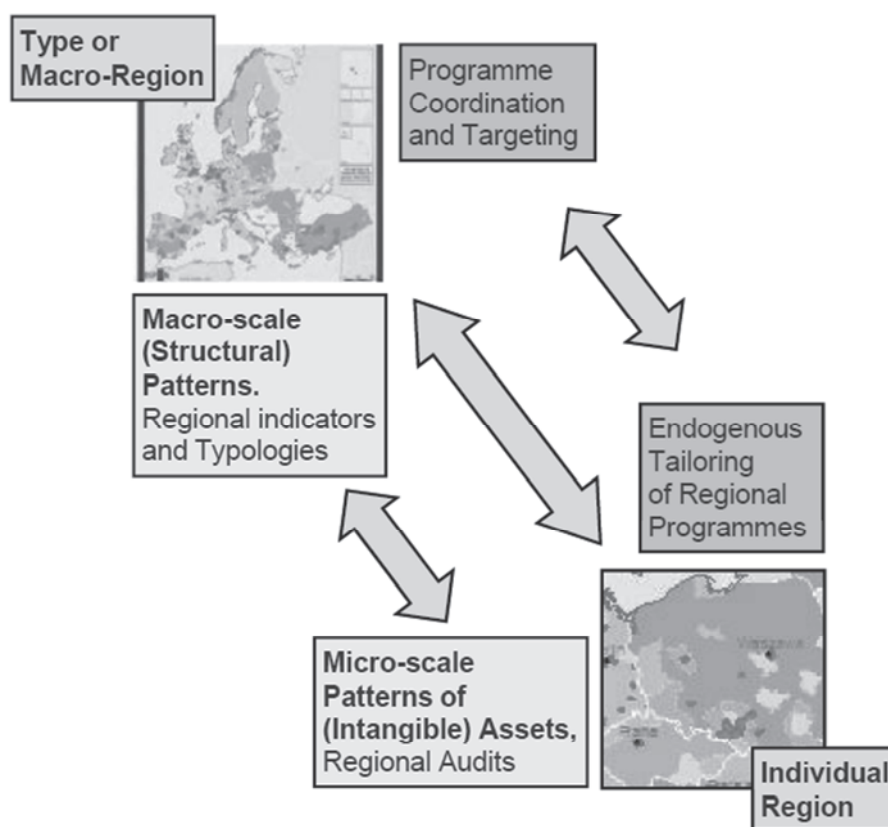 Type or
Macro-Region
Programme
Coordination
and Targeting
Macro-scale
(Structural)
Patterns.
Regional indicators
and Typologies
Endogenous
Tailoring
of Regional
Programmes
Micro-scale
Patterns of
(Intangible) Assets,
Regional Audits
Individual
Region